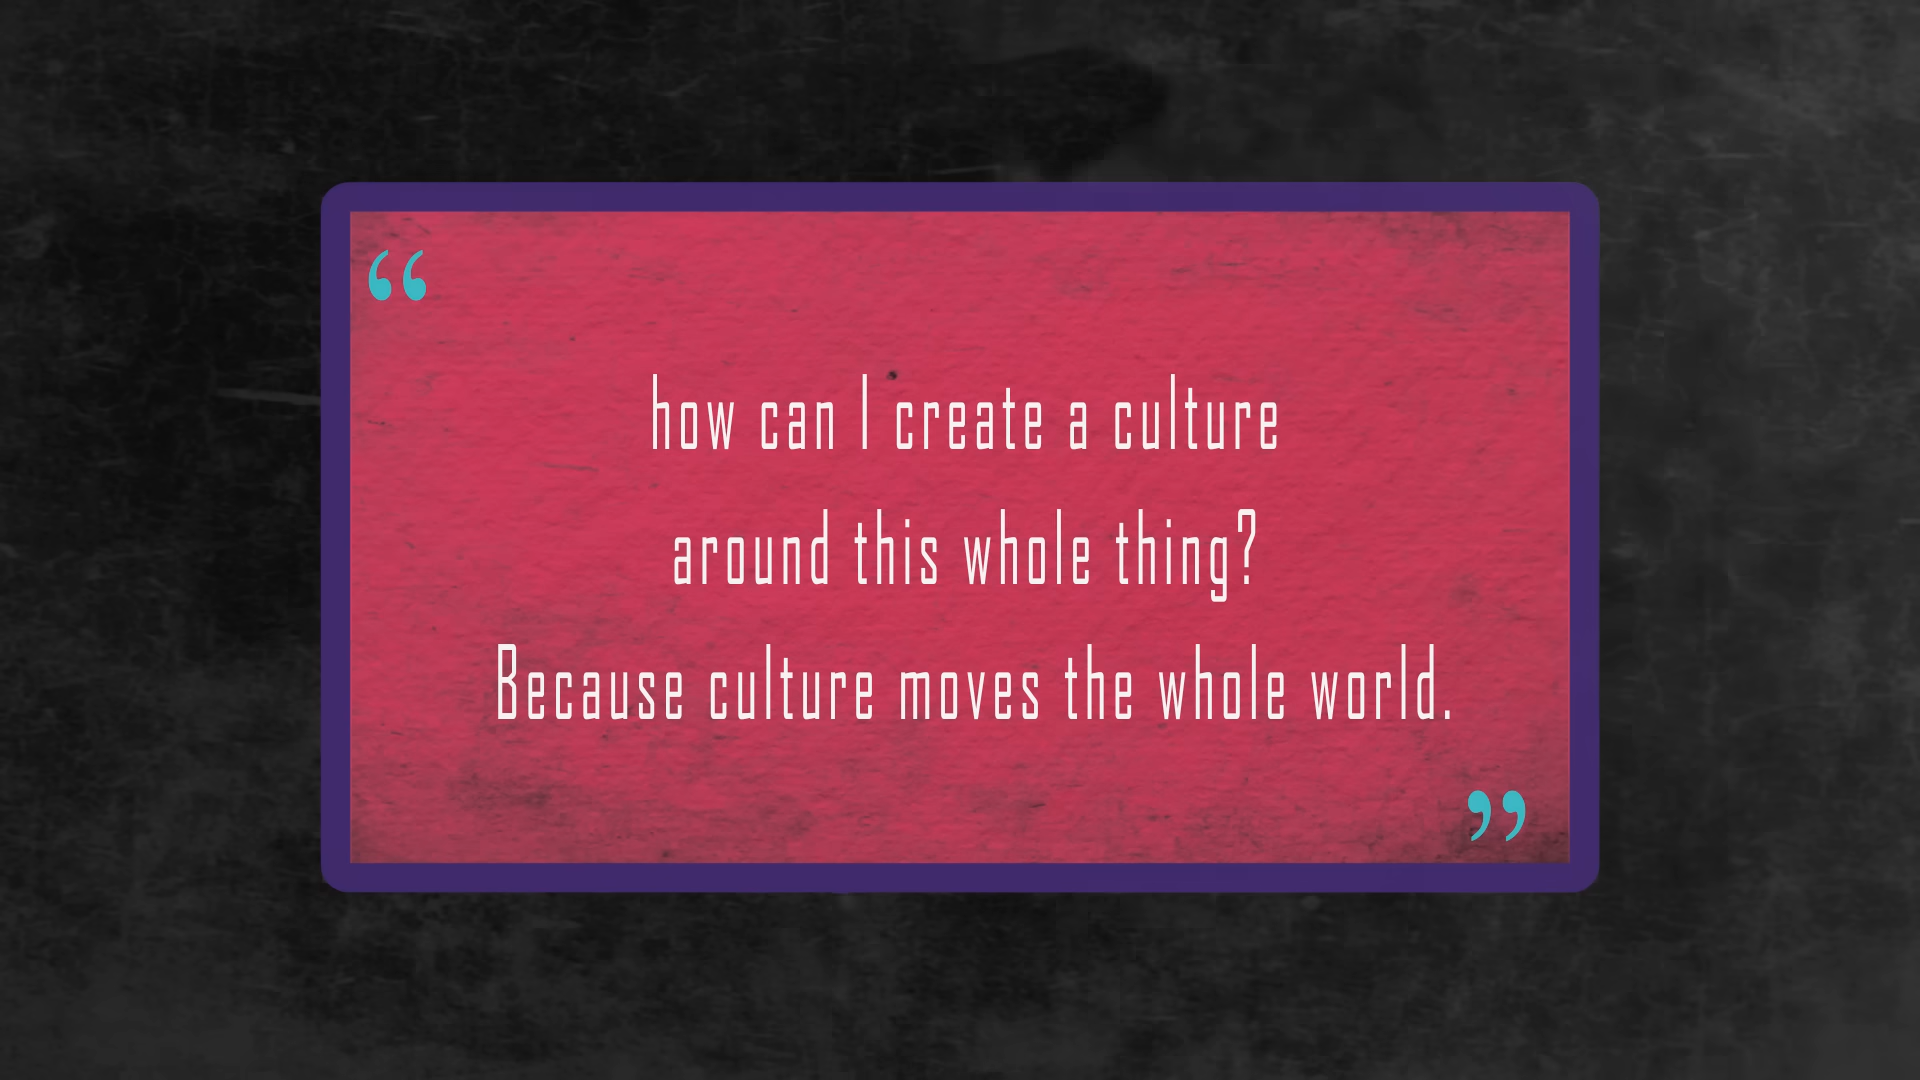 “
how can I create a culture
around this whole thing?
Because culture moves the whole world.
”